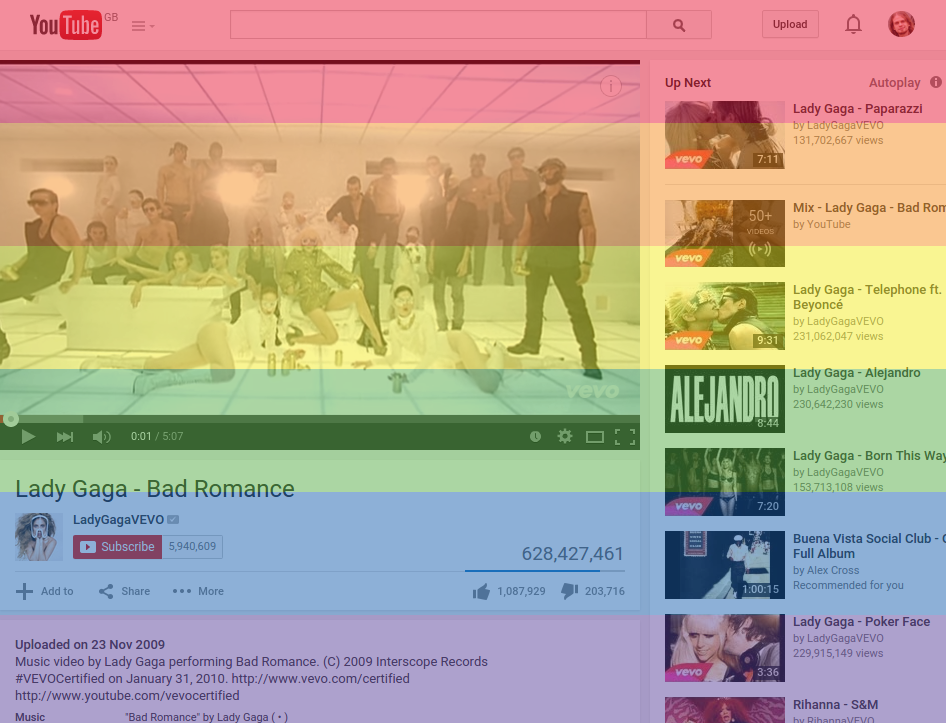 YouTube GB
Upload
Up Next
Autoplay
Lady Gaga - Paparazzi
by LadyGagaVEVO
131,702,667 views
vevo
7:11
Mix - Lady Gaga - Bad Rom
by YouTube
50+
VIDEOS
vevo
Lady Gaga - Telephone ft.
Beyoncé
by LadyGagaVEVO
231,062,047 views
vevo
9:31
Lady Gaga - Alejandro
by LadyGagaVEVO
230,642,230 views
ALEJANDRO
8:44
vevo
0:01 / 5:07
Lady Gaga - Born This Way
by LadyGagaVEVO
153,713,108 views
vevo
7:20
Lady Gaga - Bad Romance
LadyGagaVEVO
Subscribe 5,940,609
628,427,461
Add to Share More 1,087,929 203,716
Buena Vista Social Club -
Full Album
by Alex Cross
Recommended for you
1:00:15
Lady Gaga - Poker Face
by LadyGagaVEVO
229,915,149 views
vevo
3:36
Uploaded on 23 Nov 2009
Music video by Lady Gaga performing Bad Romance. (C) 2009 Interscope Records
#VEVOCertified on January 31, 2010. http://www.vevo.com/certified
http://www.youtube.com/vevocertified
Music "Bad Romance" by Lady Gaga ( • )
Rihanna - S&M
by RihannaVEVO